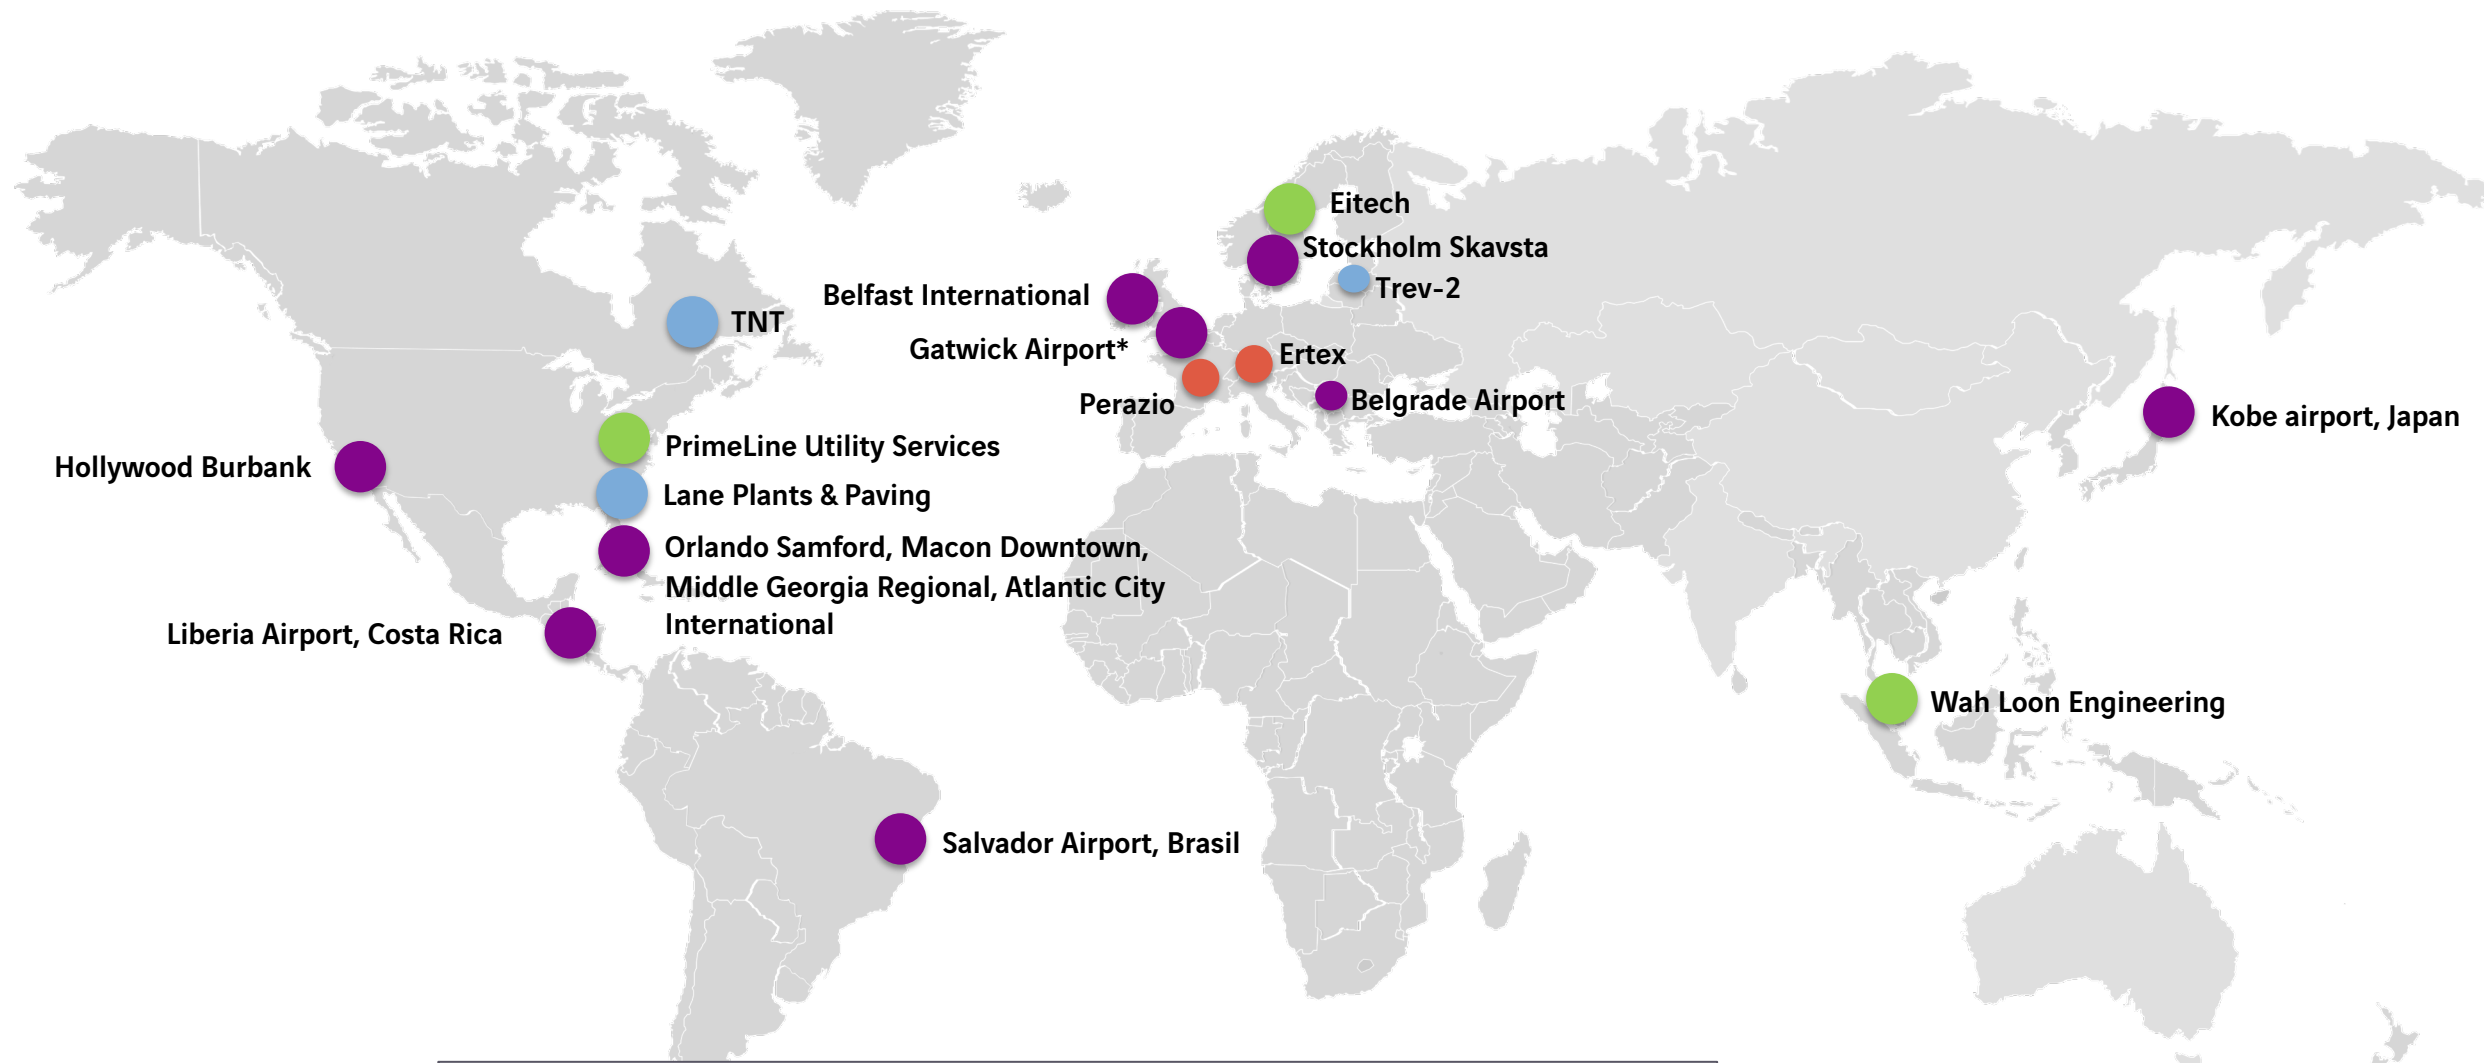 Eitech
Stockholm Skavsta
Trev-2
Belfast International
TNT
Gatwick Airport*
Ertex
Perazio
Belgrade Airport
Kobe airport, Japan
PrimeLine Utility Services
Hollywood Burbank
Lane Plants & Paving
Orlando Samford, Macon Downtown,
Middle Georgia Regional, Atlantic City
International
Liberia Airport, Costa Rica
Wah Loon Engineering
Salvador Airport, Brasil